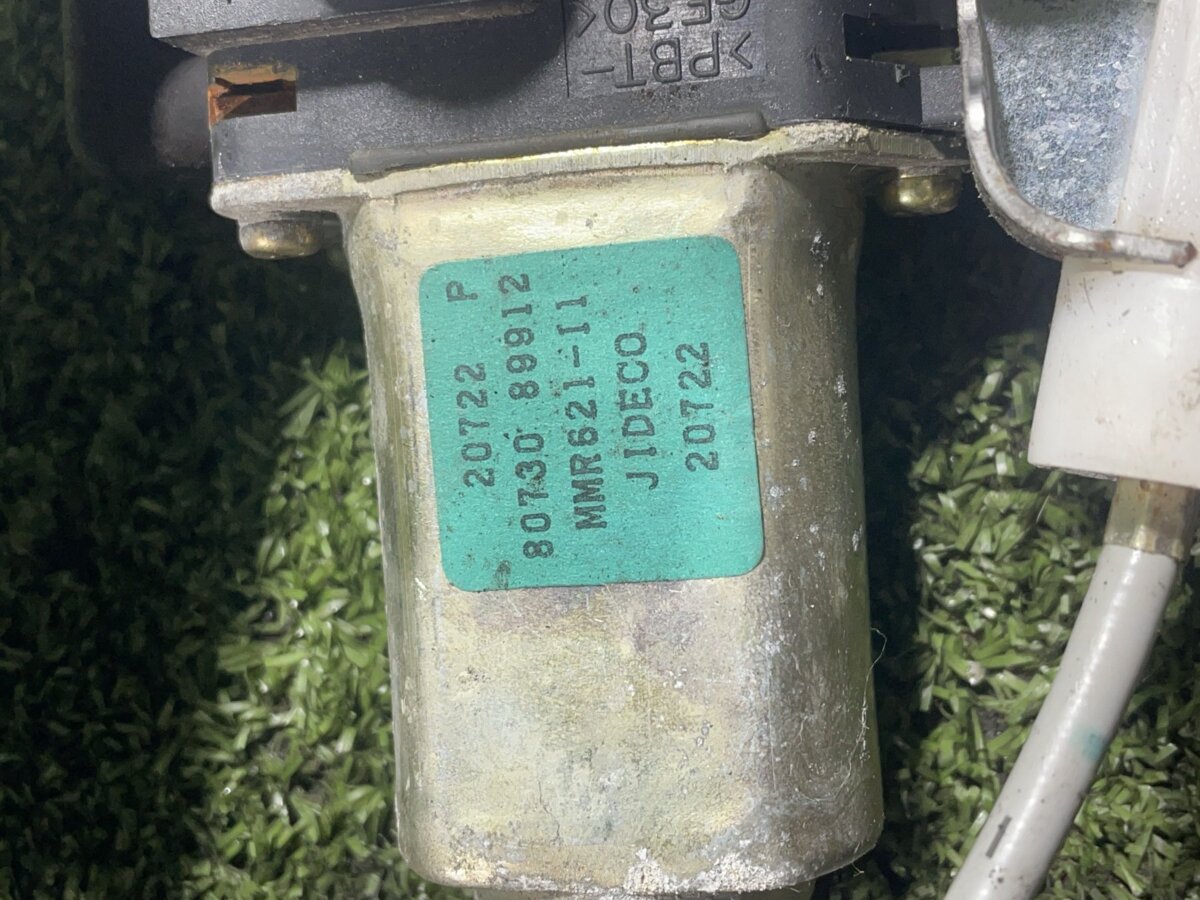 >PBT-
GF30<
20722 P
80730 89912
MMR621-11
JIDECO
20722